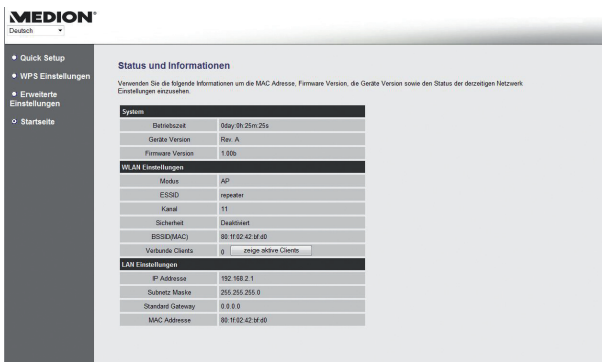 MEDION®
Deutsch
Quick Setup
WPS Einstellungen
Erweiterte
Einstellungen
Startseite
Status und Informationen
Verwenden Sie die folgende Informationen um die MAC Adresse, Firmware Version, die Geräte Version sowie den Status der derzeitigen Netzwerk
Einstellungen einzusehen.
System
Betriebszeit 0day:0h:25m:25s
Geräte Version Rev. A
Firmware Version 1.00b
WLAN Einstellungen
Modus AP
ESSID repeater
Kanal 11
Sicherheit Deaktiviert
BSSID(MAC) 80:1f:02:42:bf:d0
Verbunde Clients 0 zeige aktive Clients
LAN Einstellungen
IP Addresse 192.168.2.1
Subnetz Maske 255.255.255.0
Standard Gateway 0.0.0.0
MAC Addresse 80:1f:02:42:bf:d0